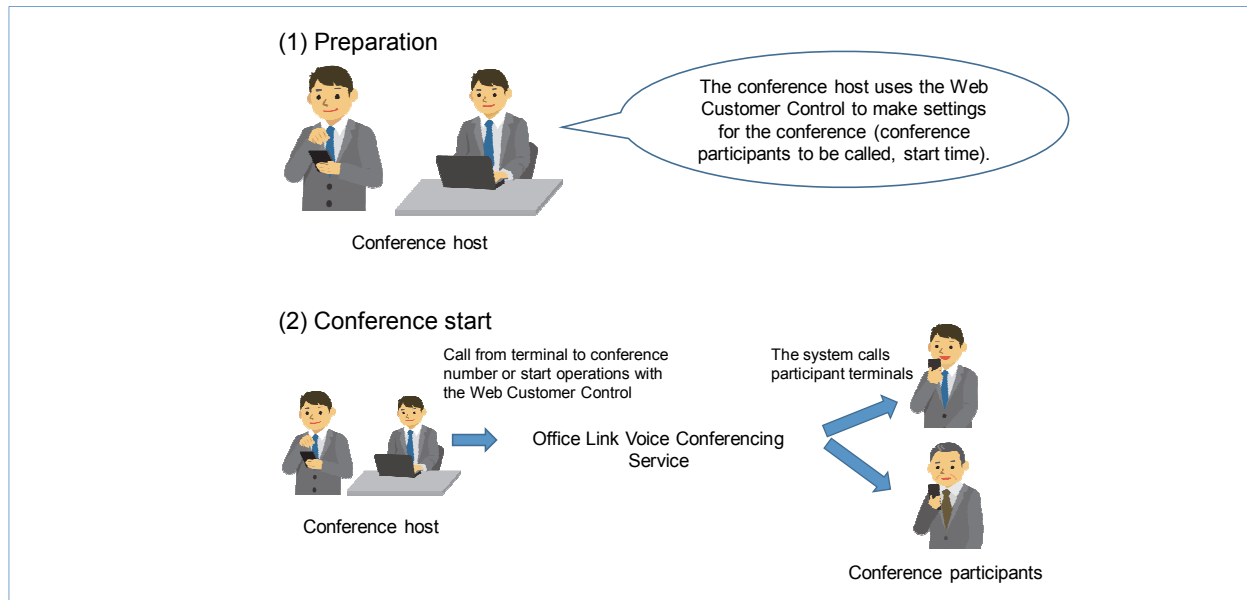 (1) Preparation
The conference host uses the Web
Customer Control to make settings
for the conference (conference
participants to be called, start time).
Conference host
(2) Conference start
Call from terminal to conference
number or start operations with
the Web Customer Control
The system calls
participant terminals
Office Link Voice Conferencing
Service
Conference host
Conference participants